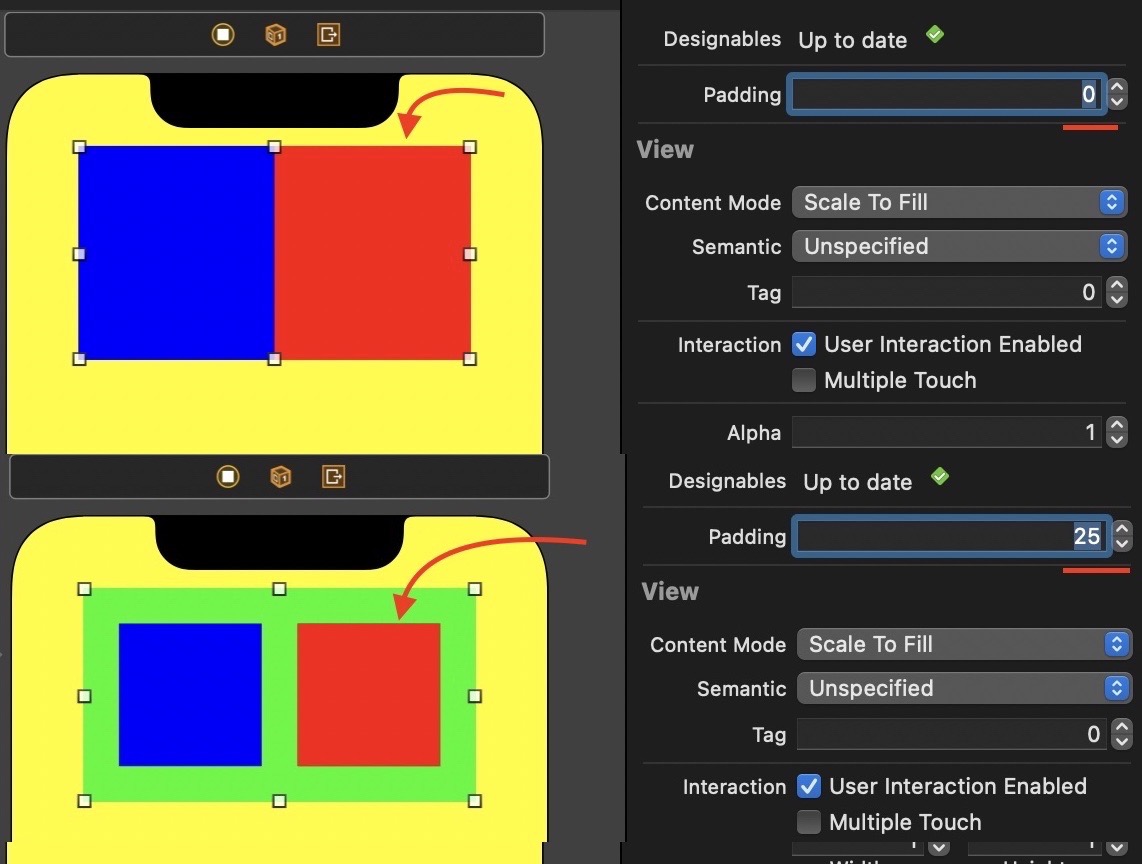 Designables Up to date
Padding 0
View
Content Mode Scale To Fill
Semantic Unspecified
Tag 0
Interaction User Interaction Enabled
Multiple Touch
Alpha 1
Designables Up to date
Padding 25
View
Content Mode Scale To Fill
Semantic Unspecified
Tag 0
Interaction User Interaction Enabled
Multiple Touch